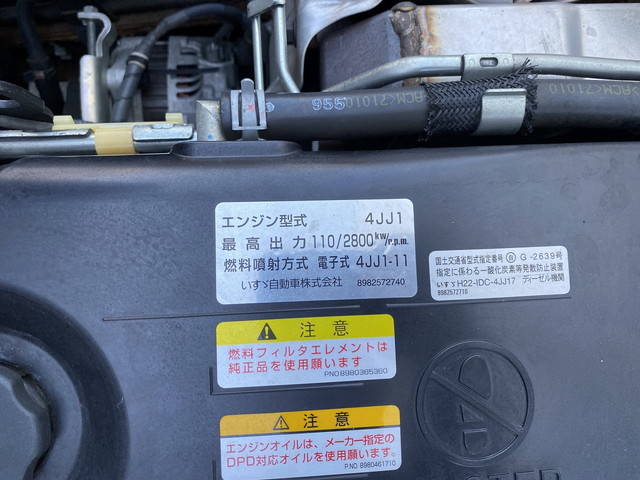 955
ACM<71010
ACM<71010
エンジン型式 4JJ1
最高出力 110/2800kw/r.p.m.
燃料噴射方式 電子式 4JJ1-11
いすゞ自動車株式会社 8982572740
国土交通省型式指定番号 G-2639号
指定に係わる一酸化炭素等発散防止装置
いすゞ H22-IDC-4JJ17 ディーゼル機関
8982572710
注意
燃料フィルタエレメントは
純正品を使用願います
PNO.8980365360
注意
エンジンオイルは、メーカー指定の
DPD対応オイルを使用願います。
P.NO. 8980461710